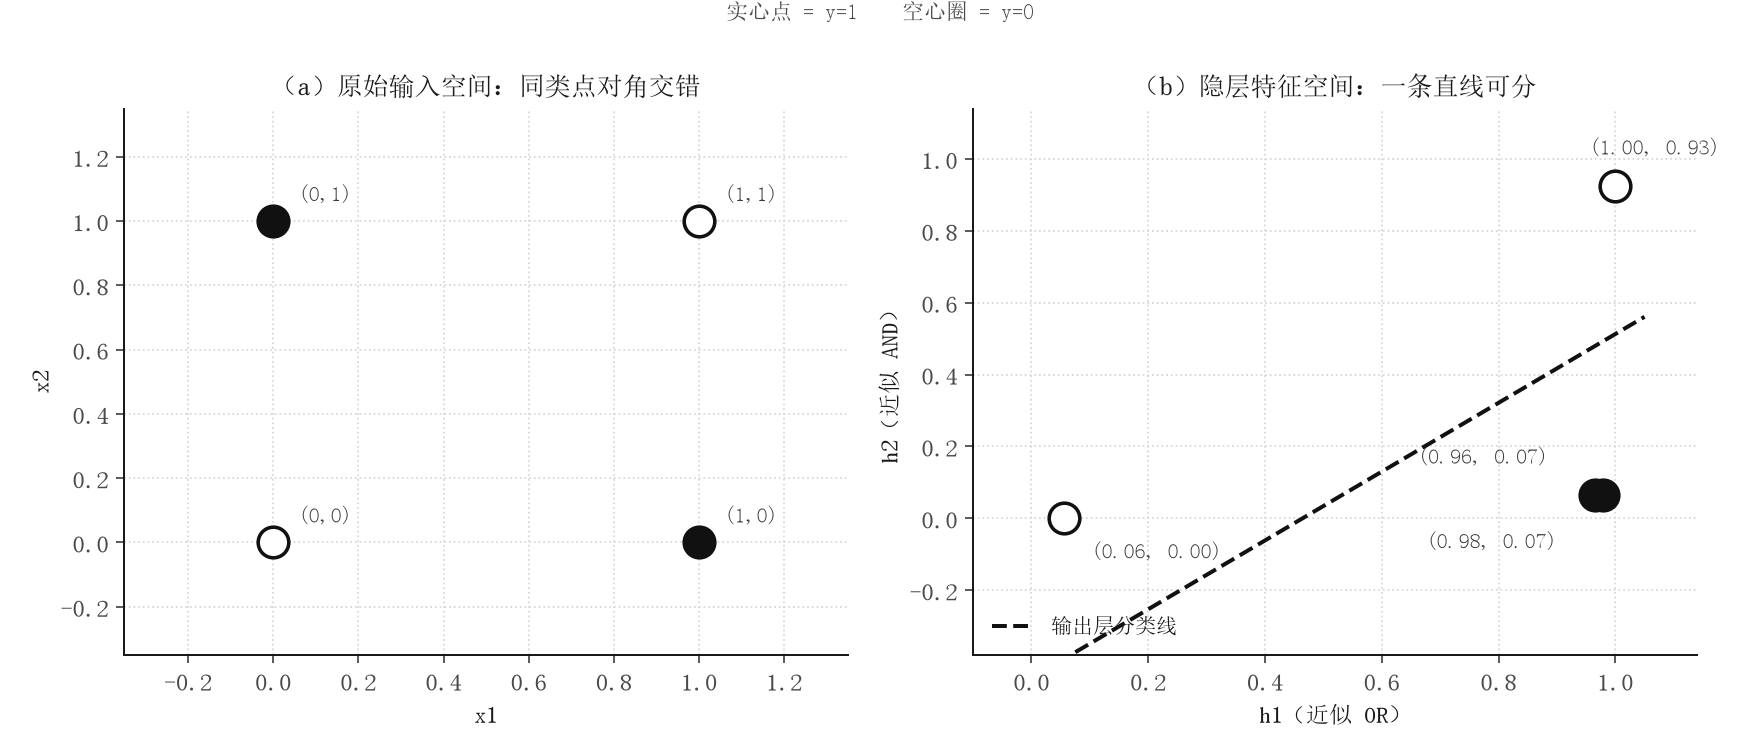 实心点 = y=1　空心圈 = y=0
（a）原始输入空间：同类点对角交错
1.2
1.0
0.8
0.6
0.4
0.2
0.0
−0.2
x2
(0,1)
(1,1)
(0,0)
(1,0)
−0.2 0.0 0.2 0.4 0.6 0.8 1.0 1.2
x1
（b）隐层特征空间：一条直线可分
1.0
0.8
0.6
0.4
0.2
0.0
−0.2
h2（近似 AND）
(1.00, 0.93)
(0.96, 0.07)
(0.98, 0.07)
(0.06, 0.00)
输出层分类线
0.0 0.2 0.4 0.6 0.8 1.0
h1（近似 OR）